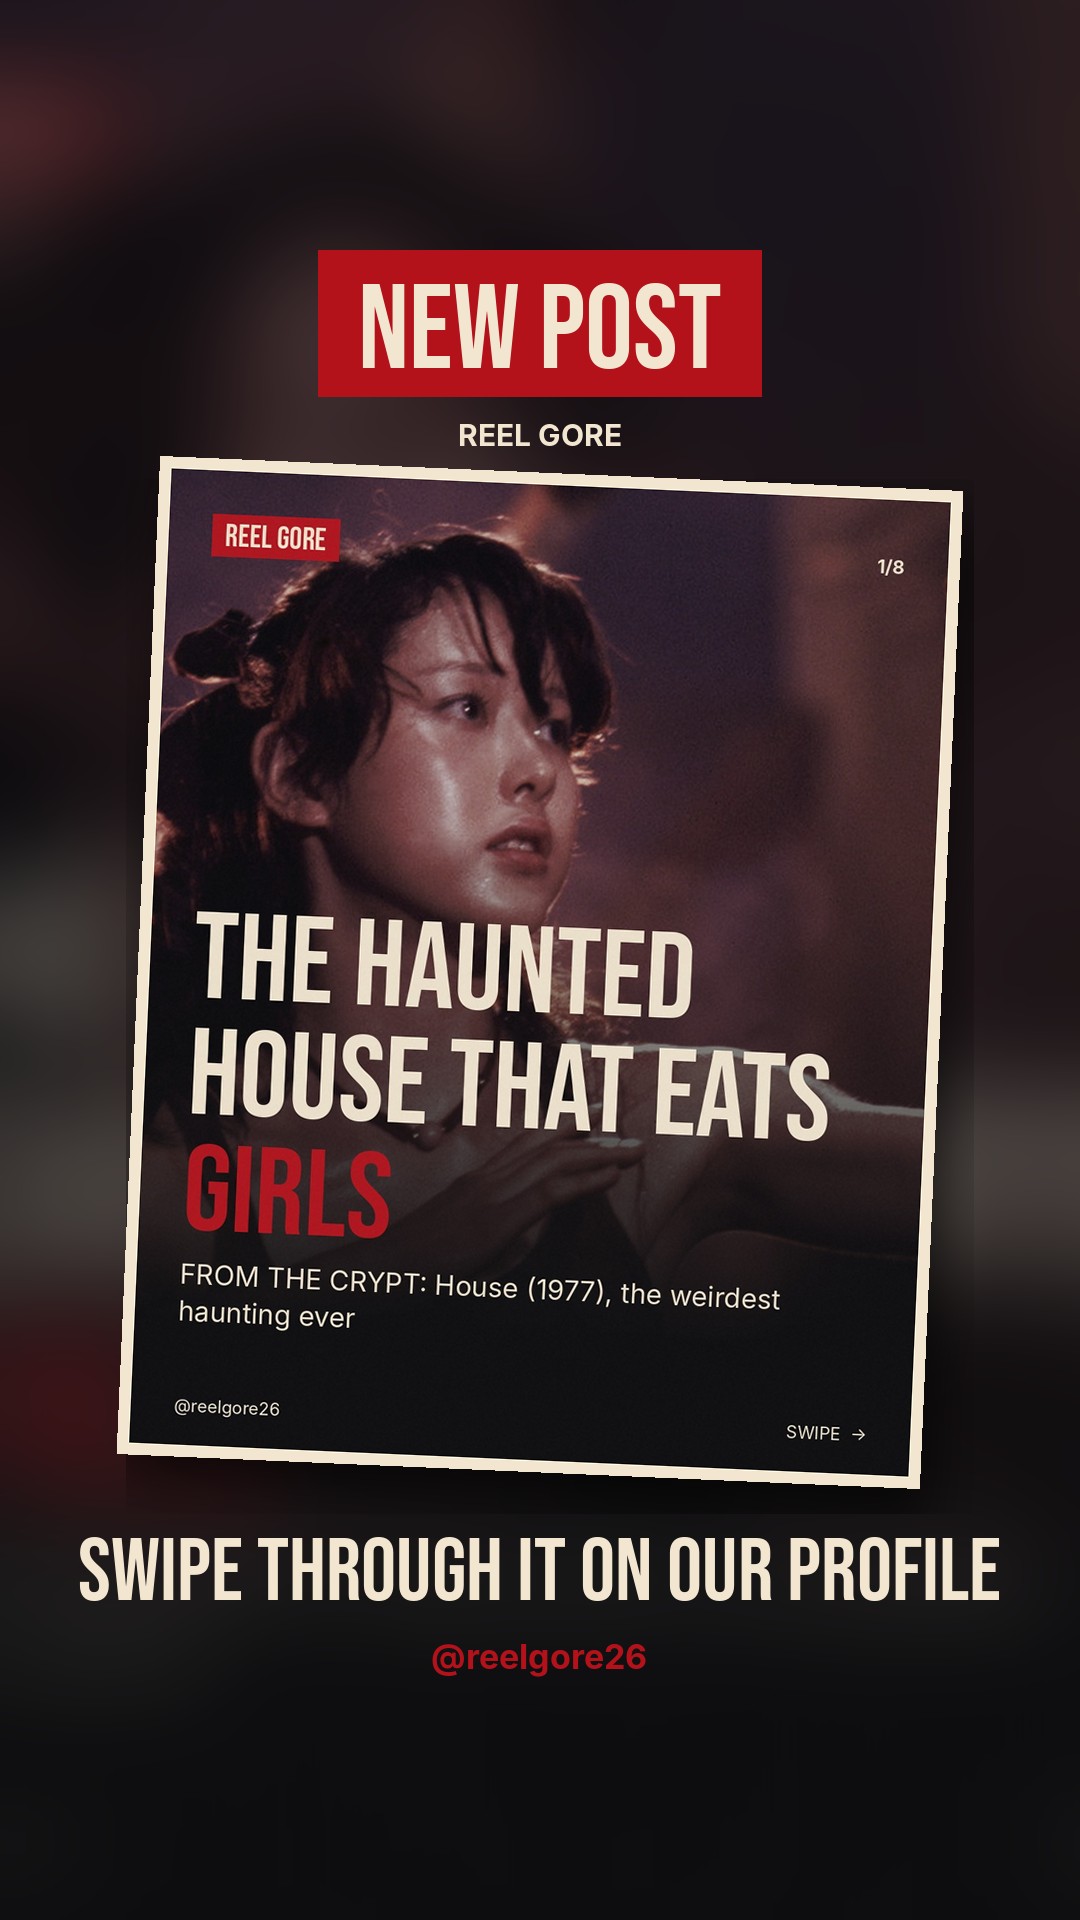 NEW POST
REEL GORE
REEL GORE
1/8
THE HAUNTED
HOUSE THAT EATS
GIRLS
FROM THE CRYPT: House (1977), the weirdest
haunting ever
@reelgore26
SWIPE →
SWIPE THROUGH IT ON OUR PROFILE
@reelgore26